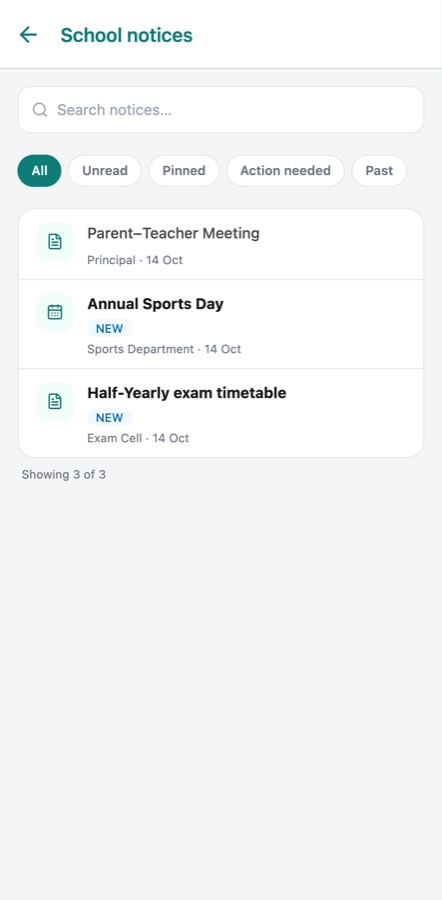 School notices
Search notices...
All Unread Pinned Action needed Past
Parent–Teacher Meeting
Principal · 14 Oct
Annual Sports Day
NEW
Sports Department · 14 Oct
Half-Yearly exam timetable
NEW
Exam Cell · 14 Oct
Showing 3 of 3